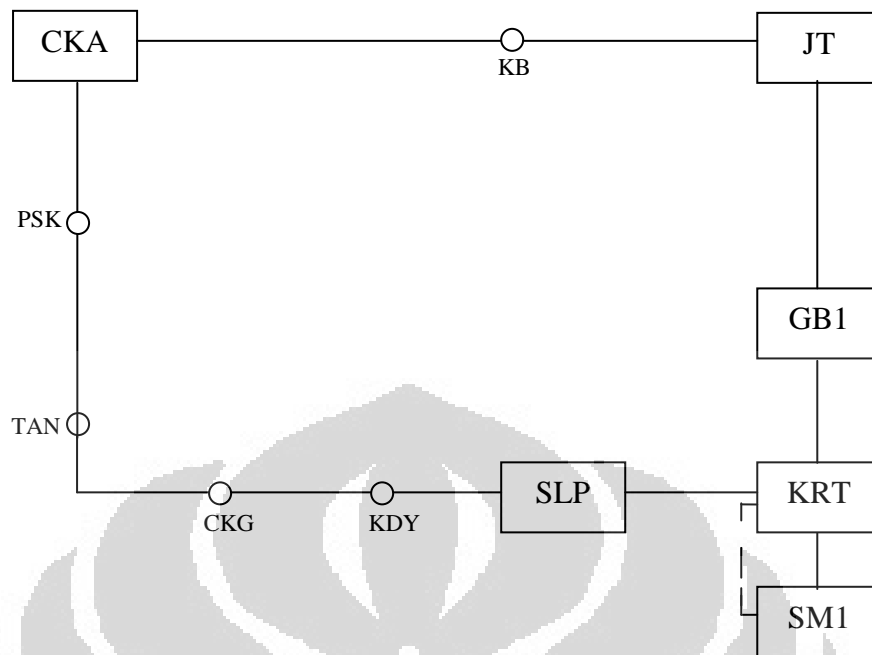 CKA
JT
KB
PSK
GB1
TAN
SLP
KRT
CKG
KDY
SM1